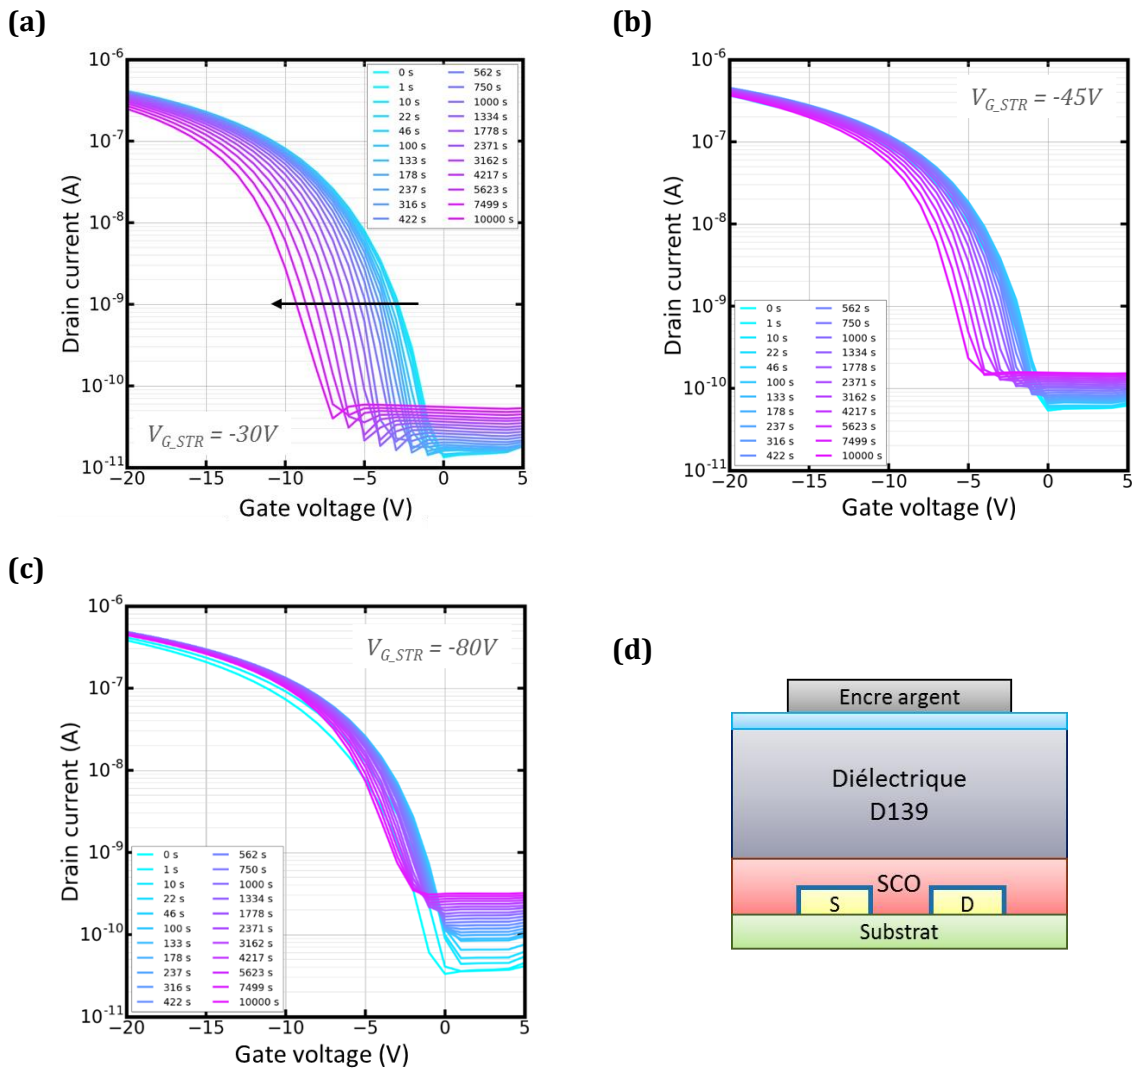 (a)
10^-6
10^-7
10^-8
10^-9
10^-10
10^-11
Drain current (A)
0 s 562 s
1 s 750 s
10 s 1000 s
22 s 1334 s
46 s 1778 s
100 s 2371 s
133 s 3162 s
178 s 4217 s
237 s 5623 s
316 s 7499 s
422 s 10000 s
V_G_STR = -30V
−20 −15 −10 −5 0 5
Gate voltage (V)
(b)
10^-6
10^-7
10^-8
10^-9
10^-10
10^-11
Drain current (A)
V_G_STR = -45V
0 s 562 s
1 s 750 s
10 s 1000 s
22 s 1334 s
46 s 1778 s
100 s 2371 s
133 s 3162 s
178 s 4217 s
237 s 5623 s
316 s 7499 s
422 s 10000 s
−20 −15 −10 −5 0 5
Gate voltage (V)
(c)
10^-6
10^-7
10^-8
10^-9
10^-10
10^-11
Drain current (A)
V_G_STR = -80V
0 s 562 s
1 s 750 s
10 s 1000 s
22 s 1334 s
46 s 1778 s
100 s 2371 s
133 s 3162 s
178 s 4217 s
237 s 5623 s
316 s 7499 s
422 s 10000 s
−20 −15 −10 −5 0 5
Gate voltage (V)
(d)
Encre argent
Diélectrique
D139
SCO
S D
Substrat